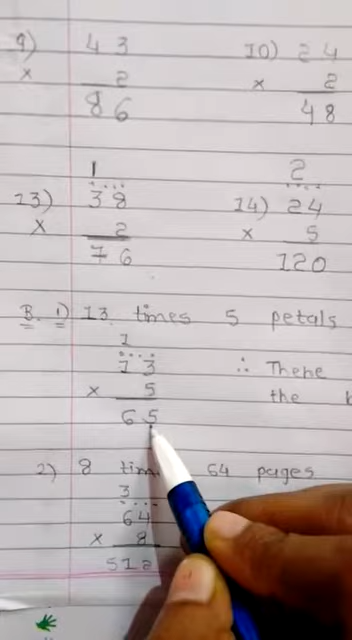 9) 43 10) 24
x 2 x 2
86 48
1 2
13) 38 14) 24
x 2 x 5
76 120
B. 1) 13 times 5 petals
1
13 ∴ There
x 5 the
65
2) 8 64 pages
3
64
x 8
512